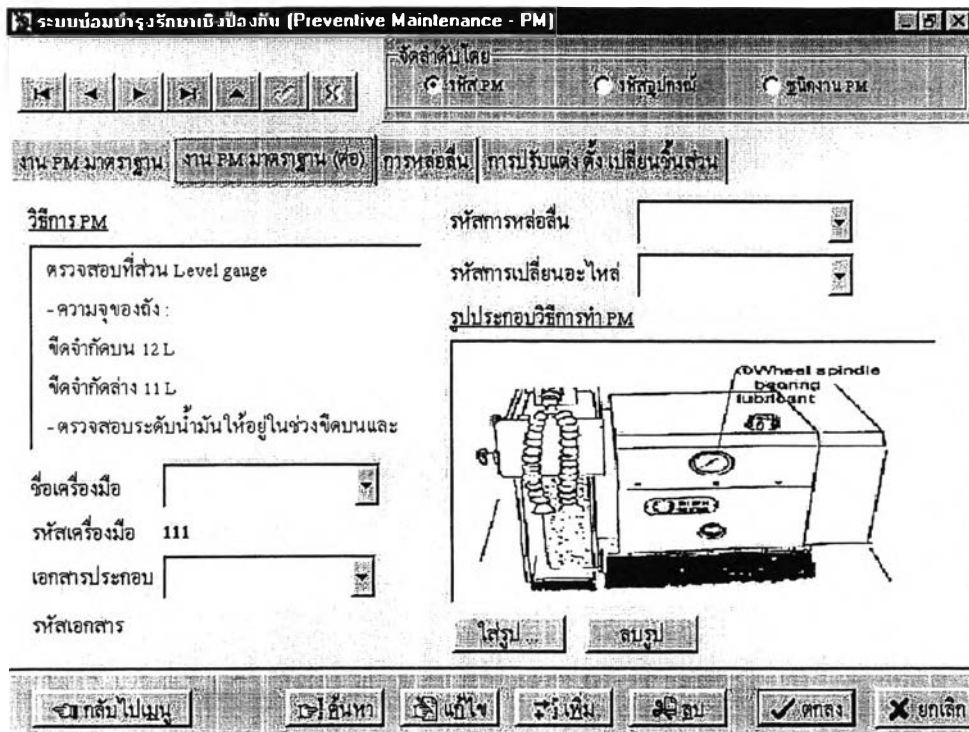 ระบบซ่อมบำรุงรักษาเชิงป้องกัน (Preventive Maintenance - PM)
จัดลำดับโดย
รหัส PM
รหัสอุปกรณ์
ชนิดงาน PM
งาน PM มาตราฐาน
งาน PM มาตราฐาน (ต่อ)
การหล่อลื่น
การปรับแต่ง ตั้ง เปลี่ยนชิ้นส่วน
วิธีการ PM
ตรวจสอบที่ส่วน Level gauge
- ความจุของถัง :
ขีดจำกัดบน 12 L
ขีดจำกัดล่าง 11 L
- ตรวจสอบระดับน้ำมันให้อยู่ในช่วงขีดบนและ
ชื่อเครื่องมือ
รหัสเครื่องมือ 111
เอกสารประกอบ
รหัสเอกสาร
รหัสการหล่อลื่น
รหัสการเปลี่ยนอะไหล่
รูปประกอบวิธีการทำ PM
①Wheel spindle
bearing
lubricant
ใส่รูป ...
ลบรูป
กลับไปเมนู
ค้นหา
แก้ไข
เพิ่ม
ลบ
ตกลง
ยกเลิก